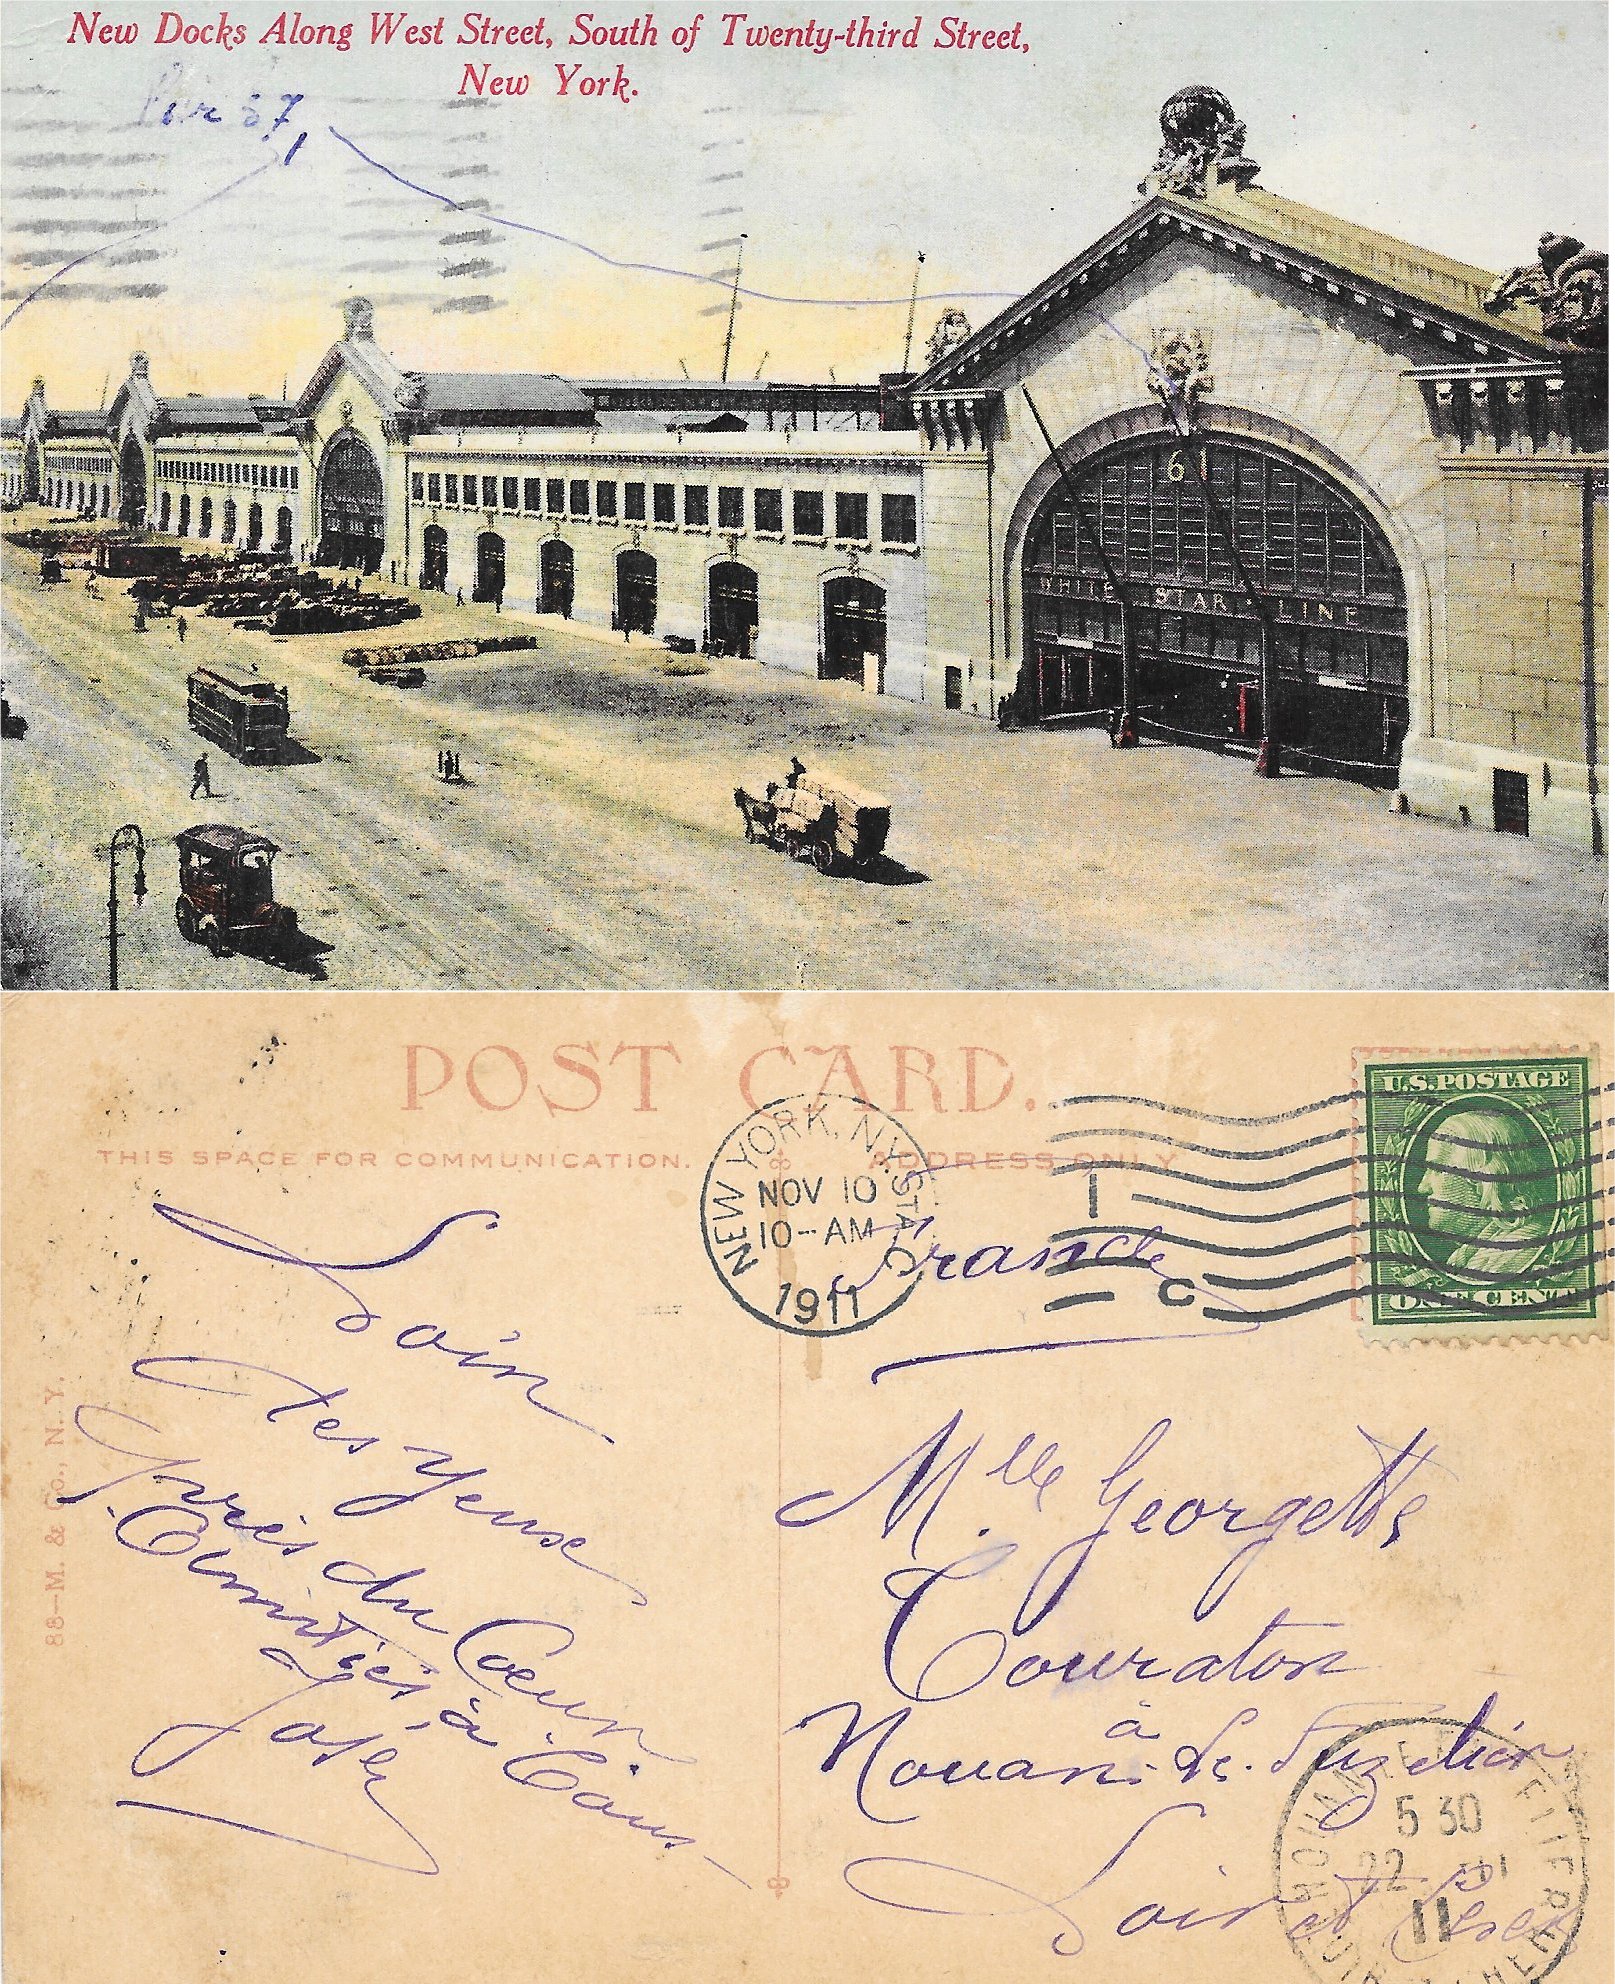 New Docks Along West Street, South of Twenty-third Street,
New York.
Pier 57
61
WHITE STAR LINE
POST CARD.
THIS SPACE FOR COMMUNICATION.
ADDRESS ONLY
U.S. POSTAGE
ONE CENT
NEW YORK, N.Y. STA. C
NOV 10
10-AM
1911
1
C
88—M. & Co., N. Y.
Loin
des yeux
près du Coeur
Amitiés à Tous
France
Mlle Georgette
Couraton
à
Nouan. le. Fuzelier
Loir et Cher
5 30
22
11